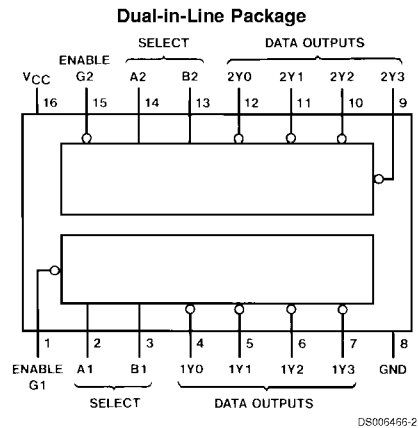 Dual-in-Line Package
SELECT DATA OUTPUTS
ENABLE
VCC G2 A2 B2 2Y0 2Y1 2Y2 2Y3
16 15 14 13 12 11 10 9
1 2 3 4 5 6 7 8
ENABLE A1 B1 1Y0 1Y1 1Y2 1Y3 GND
G1
SELECT DATA OUTPUTS
DS006466-2